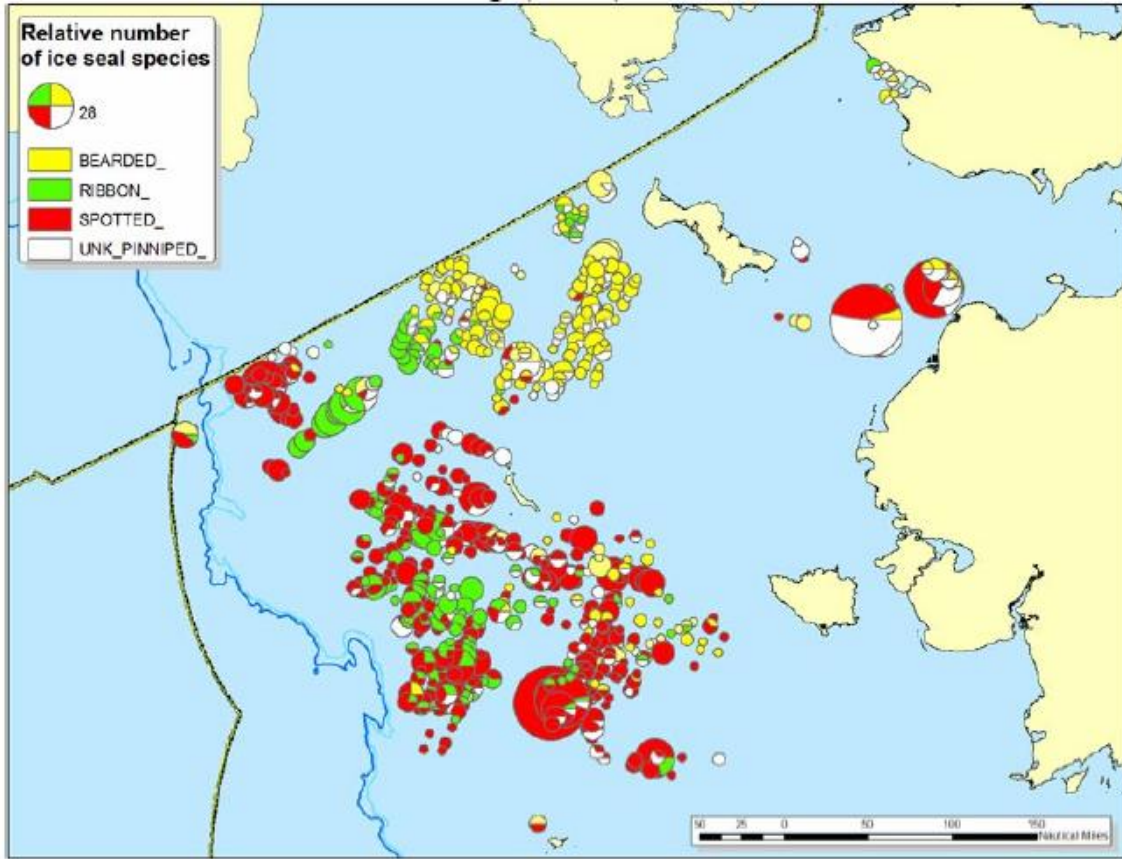 Relative number
of ice seal species
28
BEARDED_
RIBBON_
SPOTTED_
UNK_PINNIPED_
50 25 0 50 100 150
Nautical Miles